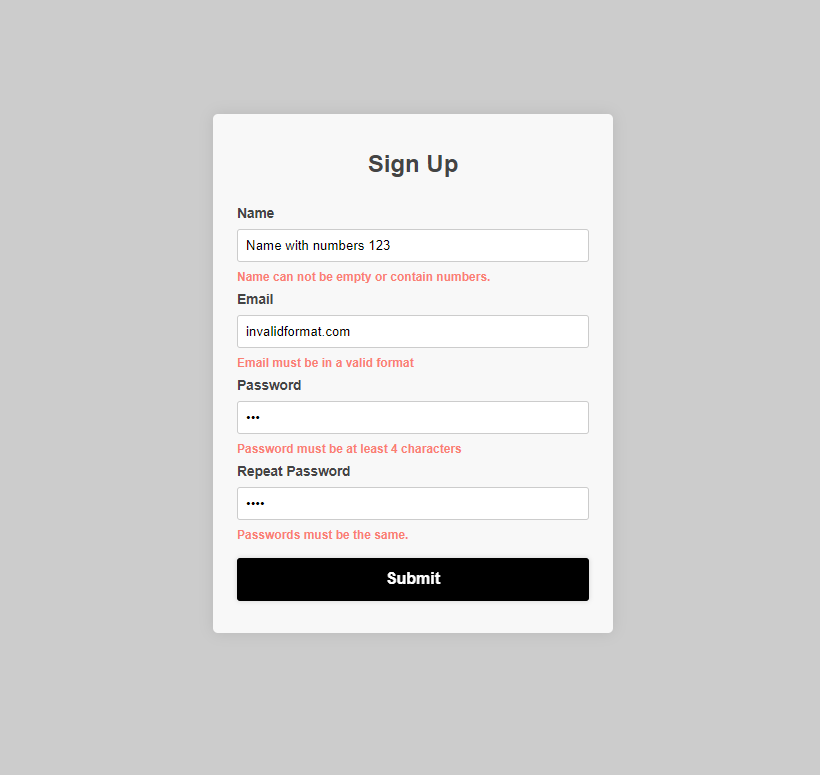 Sign Up
Name
Name with numbers 123
Name can not be empty or contain numbers.
Email
invalidformat.com
Email must be in a valid format
Password
•••
Password must be at least 4 characters
Repeat Password
••••
Passwords must be the same.
Submit